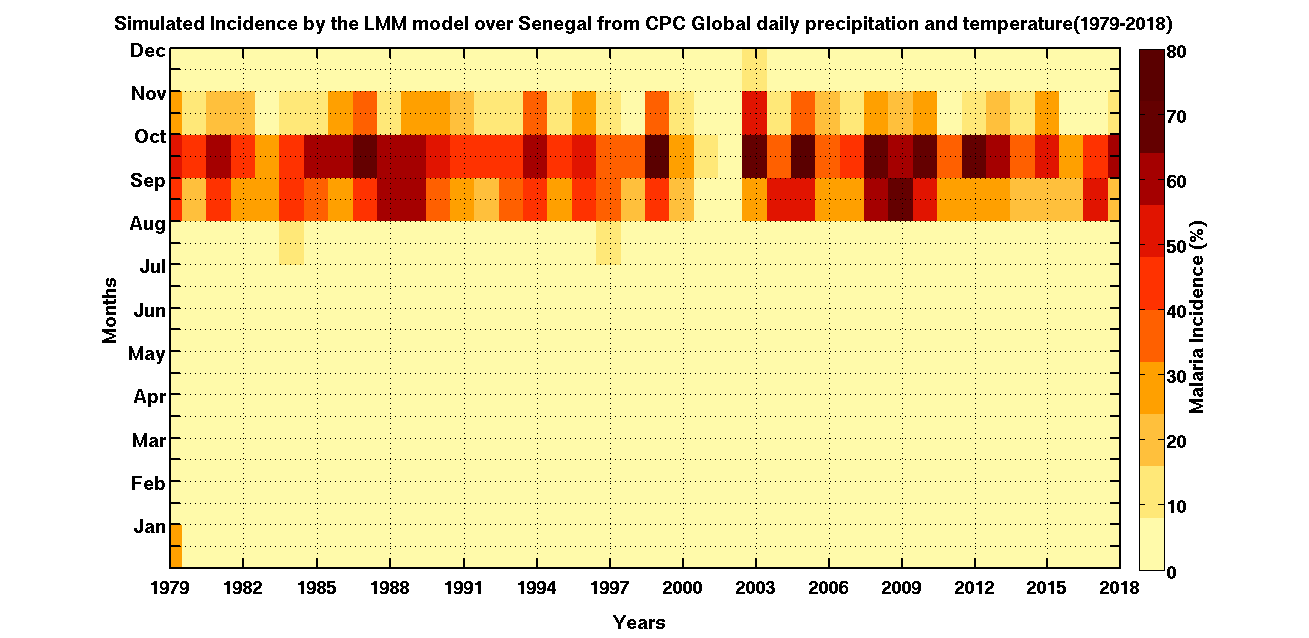 Simulated Incidence by the LMM model over Senegal from CPC Global daily precipitation and temperature(1979-2018)
Dec
Nov
Oct
Sep
Aug
Jul
Jun
May
Apr
Mar
Feb
Jan
Months
1979 1982 1985 1988 1991 1994 1997 2000 2003 2006 2009 2012 2015 2018
Years
80
70
60
50
40
30
20
10
0
Malaria Incidence (%)